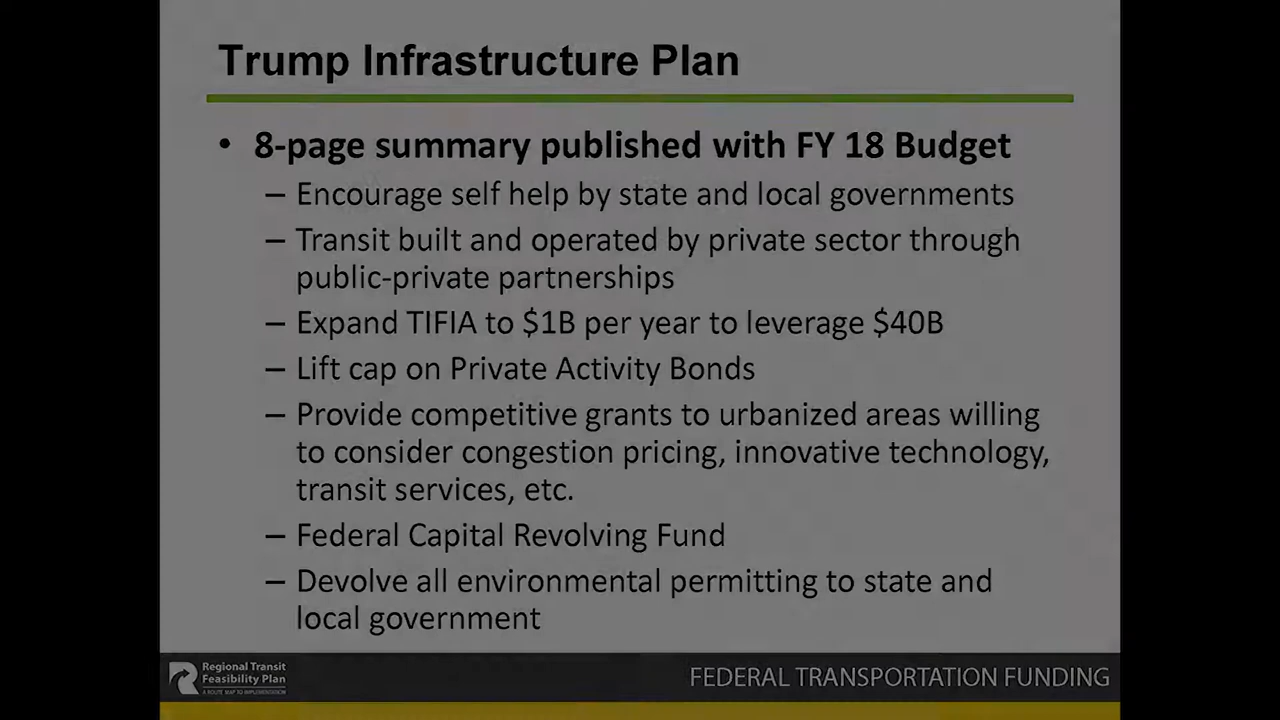 Trump Infrastructure Plan
• 8-page summary published with FY 18 Budget
– Encourage self help by state and local governments
– Transit built and operated by private sector through
public-private partnerships
– Expand TIFIA to $1B per year to leverage $40B
– Lift cap on Private Activity Bonds
– Provide competitive grants to urbanized areas willing
to consider congestion pricing, innovative technology,
transit services, etc.
– Federal Capital Revolving Fund
– Devolve all environmental permitting to state and
local government
Regional Transit
Feasibility Plan
A ROUTE MAP TO IMPLEMENTATION
FEDERAL TRANSPORTATION FUNDING